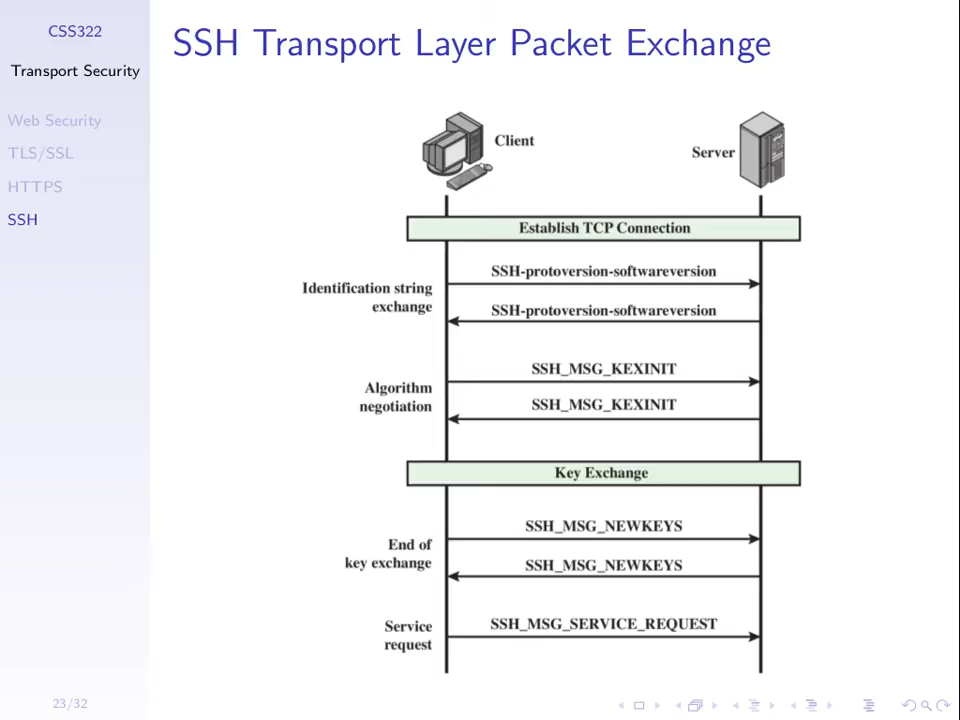 CSS322
Transport Security
Web Security
TLS/SSL
HTTPS
SSH
SSH Transport Layer Packet Exchange
Client
Server
Establish TCP Connection
Identification string
exchange
SSH-protoversion-softwareversion
SSH-protoversion-softwareversion
Algorithm
negotiation
SSH_MSG_KEXINIT
SSH_MSG_KEXINIT
Key Exchange
End of
key exchange
SSH_MSG_NEWKEYS
SSH_MSG_NEWKEYS
Service
request
SSH_MSG_SERVICE_REQUEST
23/32